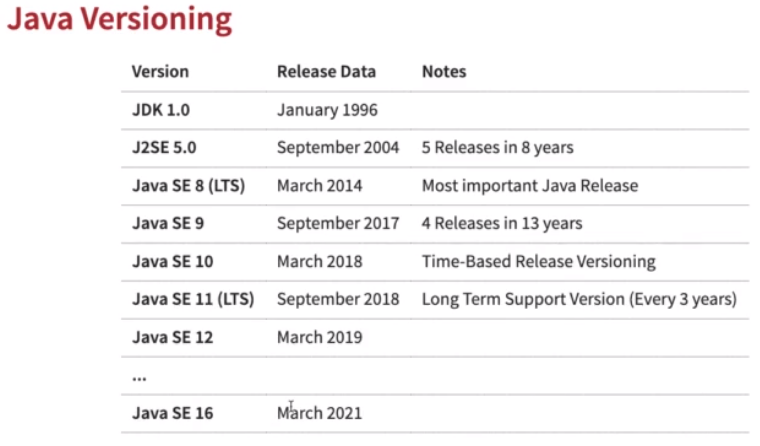 Java Versioning
Version Release Data Notes
JDK 1.0 January 1996
J2SE 5.0 September 2004 5 Releases in 8 years
Java SE 8 (LTS) March 2014 Most important Java Release
Java SE 9 September 2017 4 Releases in 13 years
Java SE 10 March 2018 Time-Based Release Versioning
Java SE 11 (LTS) September 2018 Long Term Support Version (Every 3 years)
Java SE 12 March 2019
...
Java SE 16 March 2021